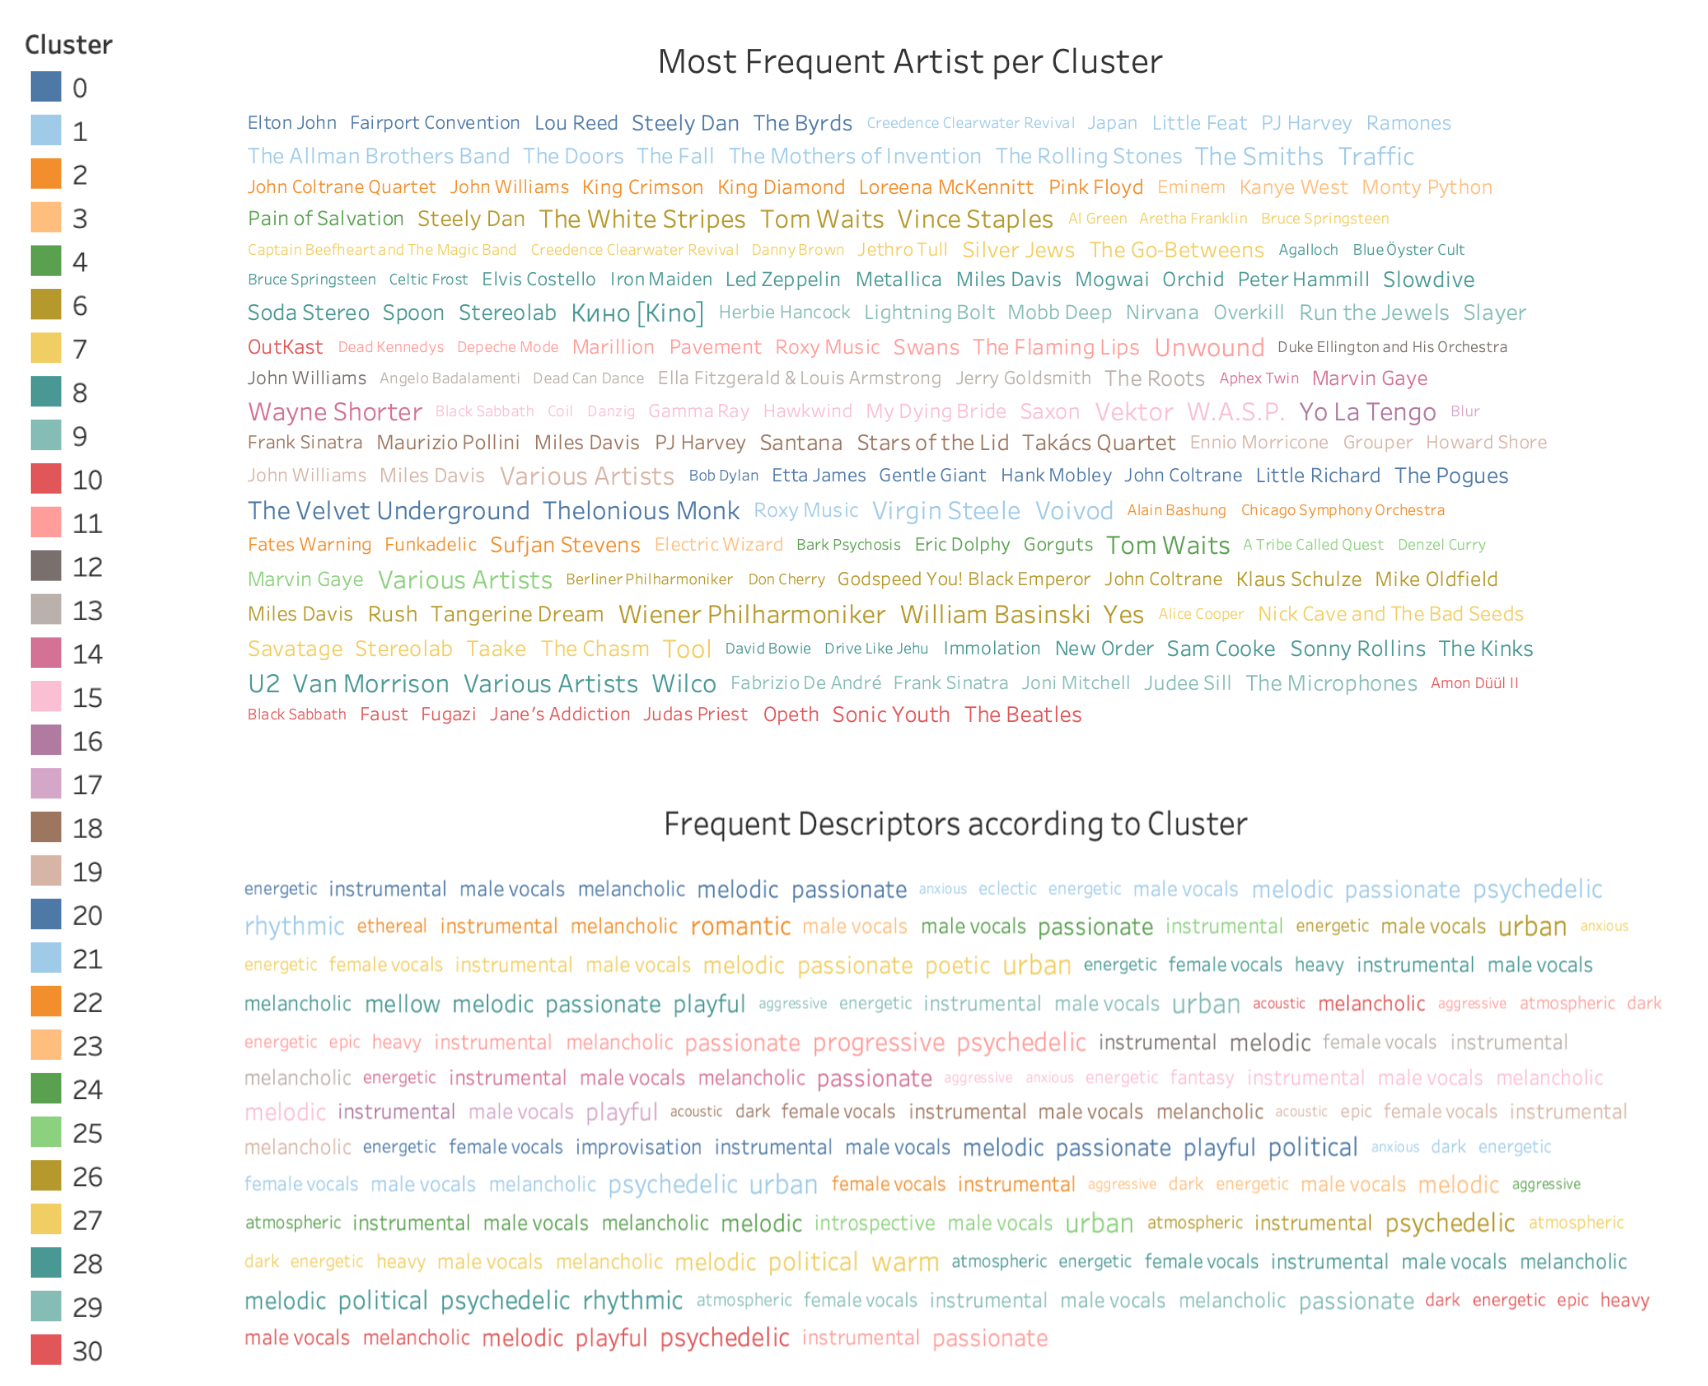 Cluster
0
1
2
3
4
6
7
8
9
10
11
12
13
14
15
16
17
18
19
20
21
22
23
24
25
26
27
28
29
30
Most Frequent Artist per Cluster
Elton John Fairport Convention Lou Reed Steely Dan The Byrds Creedence Clearwater Revival Japan Little Feat PJ Harvey Ramones
The Allman Brothers Band The Doors The Fall The Mothers of Invention The Rolling Stones The Smiths Traffic
John Coltrane Quartet John Williams King Crimson King Diamond Loreena McKennitt Pink Floyd Eminem Kanye West Monty Python
Pain of Salvation Steely Dan The White Stripes Tom Waits Vince Staples Al Green Aretha Franklin Bruce Springsteen
Captain Beefheart and The Magic Band Creedence Clearwater Revival Danny Brown Jethro Tull Silver Jews The Go-Betweens Agalloch Blue Öyster Cult
Bruce Springsteen Celtic Frost Elvis Costello Iron Maiden Led Zeppelin Metallica Miles Davis Mogwai Orchid Peter Hammill Slowdive
Soda Stereo Spoon Stereolab Кино [Kino] Herbie Hancock Lightning Bolt Mobb Deep Nirvana Overkill Run the Jewels Slayer
OutKast Dead Kennedys Depeche Mode Marillion Pavement Roxy Music Swans The Flaming Lips Unwound Duke Ellington and His Orchestra
John Williams Angelo Badalamenti Dead Can Dance Ella Fitzgerald & Louis Armstrong Jerry Goldsmith The Roots Aphex Twin Marvin Gaye
Wayne Shorter Black Sabbath Coil Danzig Gamma Ray Hawkwind My Dying Bride Saxon Vektor W.A.S.P. Yo La Tengo Blur
Frank Sinatra Maurizio Pollini Miles Davis PJ Harvey Santana Stars of the Lid Takács Quartet Ennio Morricone Grouper Howard Shore
John Williams Miles Davis Various Artists Bob Dylan Etta James Gentle Giant Hank Mobley John Coltrane Little Richard The Pogues
The Velvet Underground Thelonious Monk Roxy Music Virgin Steele Voivod Alain Bashung Chicago Symphony Orchestra
Fates Warning Funkadelic Sufjan Stevens Electric Wizard Bark Psychosis Eric Dolphy Gorguts Tom Waits A Tribe Called Quest Denzel Curry
Marvin Gaye Various Artists Berliner Philharmoniker Don Cherry Godspeed You! Black Emperor John Coltrane Klaus Schulze Mike Oldfield
Miles Davis Rush Tangerine Dream Wiener Philharmoniker William Basinski Yes Alice Cooper Nick Cave and The Bad Seeds
Savatage Stereolab Taake The Chasm Tool David Bowie Drive Like Jehu Immolation New Order Sam Cooke Sonny Rollins The Kinks
U2 Van Morrison Various Artists Wilco Fabrizio De André Frank Sinatra Joni Mitchell Judee Sill The Microphones Amon Düül II
Black Sabbath Faust Fugazi Jane's Addiction Judas Priest Opeth Sonic Youth The Beatles
Frequent Descriptors according to Cluster
energetic instrumental male vocals melancholic melodic passionate anxious eclectic energetic male vocals melodic passionate psychedelic
rhythmic ethereal instrumental melancholic romantic male vocals male vocals passionate instrumental energetic male vocals urban anxious
energetic female vocals instrumental male vocals melodic passionate poetic urban energetic female vocals heavy instrumental male vocals
melancholic mellow melodic passionate playful aggressive energetic instrumental male vocals urban acoustic melancholic aggressive atmospheric dark
energetic epic heavy instrumental melancholic passionate progressive psychedelic instrumental melodic female vocals instrumental
melancholic energetic instrumental male vocals melancholic passionate aggressive anxious energetic fantasy instrumental male vocals melancholic
melodic instrumental male vocals playful acoustic dark female vocals instrumental male vocals melancholic acoustic epic female vocals instrumental
melancholic energetic female vocals improvisation instrumental male vocals melodic passionate playful political anxious dark energetic
female vocals male vocals melancholic psychedelic urban female vocals instrumental aggressive dark energetic male vocals melodic aggressive
atmospheric instrumental male vocals melancholic melodic introspective male vocals urban atmospheric instrumental psychedelic atmospheric
dark energetic heavy male vocals melancholic melodic political warm atmospheric energetic female vocals instrumental male vocals melancholic
melodic political psychedelic rhythmic atmospheric female vocals instrumental male vocals melancholic passionate dark energetic epic heavy
male vocals melancholic melodic playful psychedelic instrumental passionate